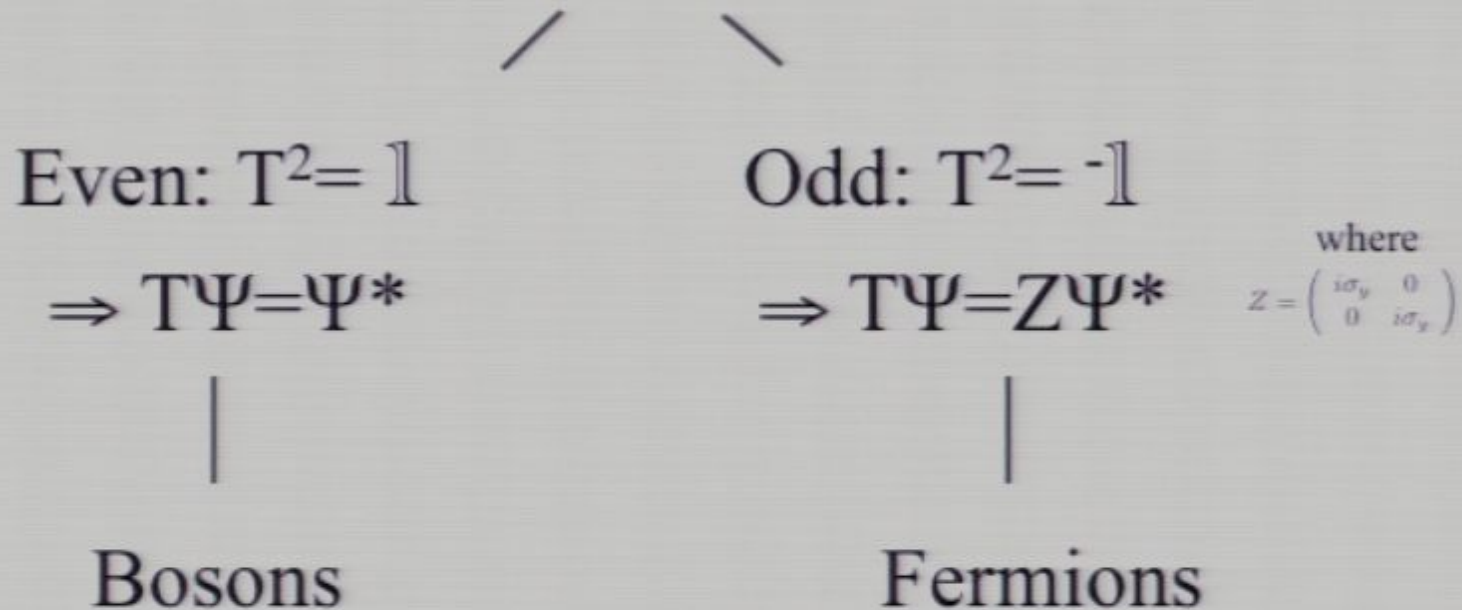 Even: T²= 𝟙
Odd: T²= -𝟙
⇒ TΨ=Ψ*
⇒ TΨ=ZΨ*
where
Z = ( iσy 0
0 iσy )
Bosons
Fermions